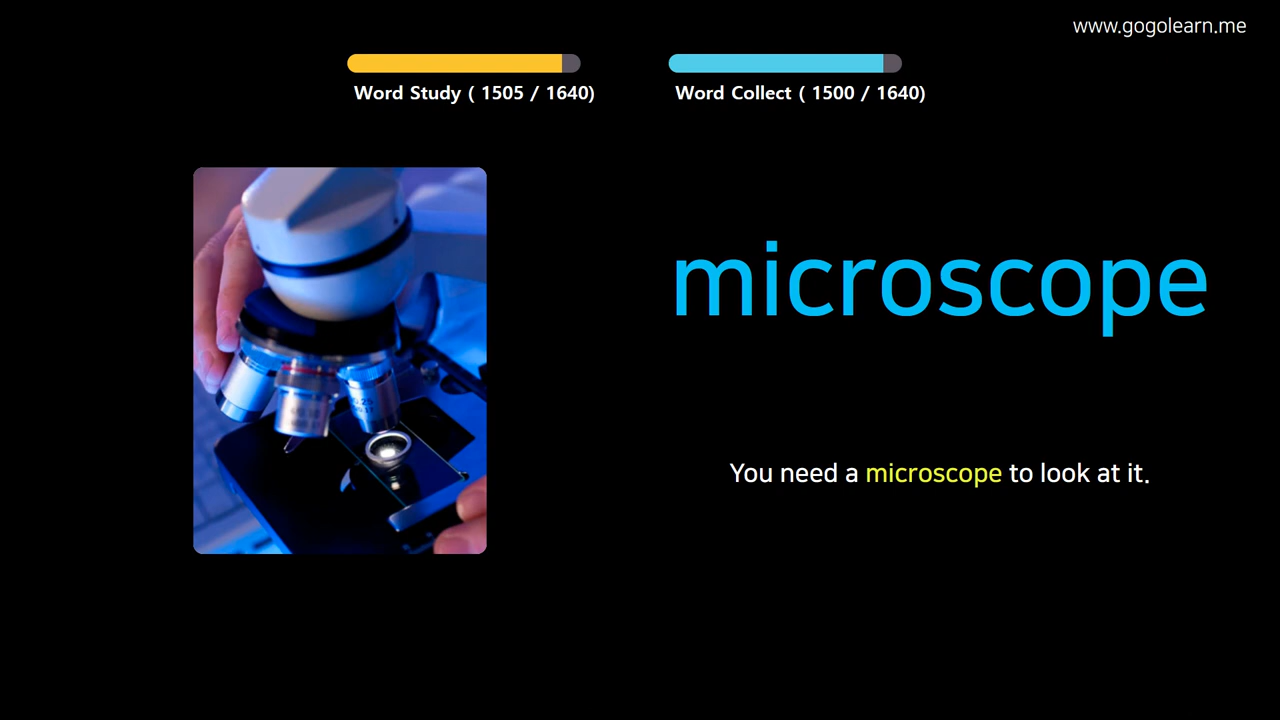 www.gogolearn.me
Word Study ( 1505 / 1640)
Word Collect ( 1500 / 1640)
microscope
You need a microscope to look at it.